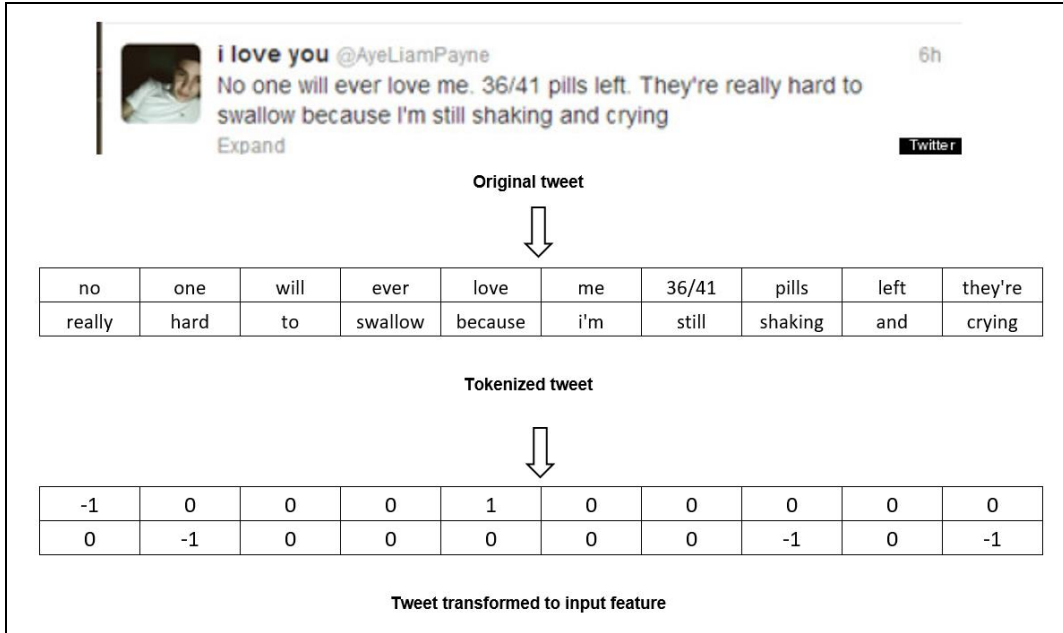 i love you @AyeLiamPayne 6h
No one will ever love me. 36/41 pills left. They're really hard to
swallow because I'm still shaking and crying
Expand
Twitter
Original tweet
no one will ever love me 36/41 pills left they're
really hard to swallow because i'm still shaking and crying
Tokenized tweet
-1 0 0 0 1 0 0 0 0 0
0 -1 0 0 0 0 0 -1 0 -1
Tweet transformed to input feature